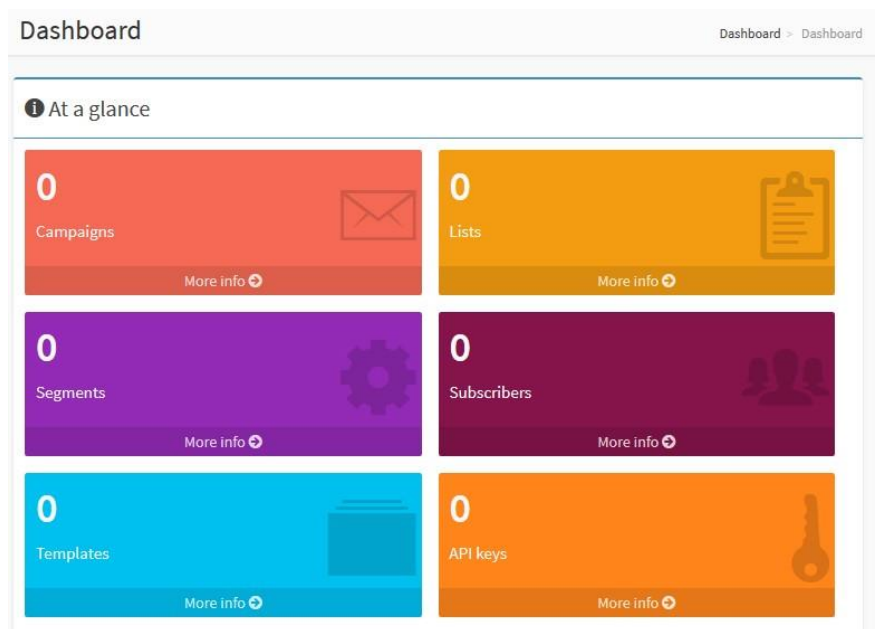 Dashboard
Dashboard > Dashboard
At a glance
0
Campaigns
More info
0
Lists
More info
0
Segments
More info
0
Subscribers
More info
0
Templates
More info
0
API keys
More info